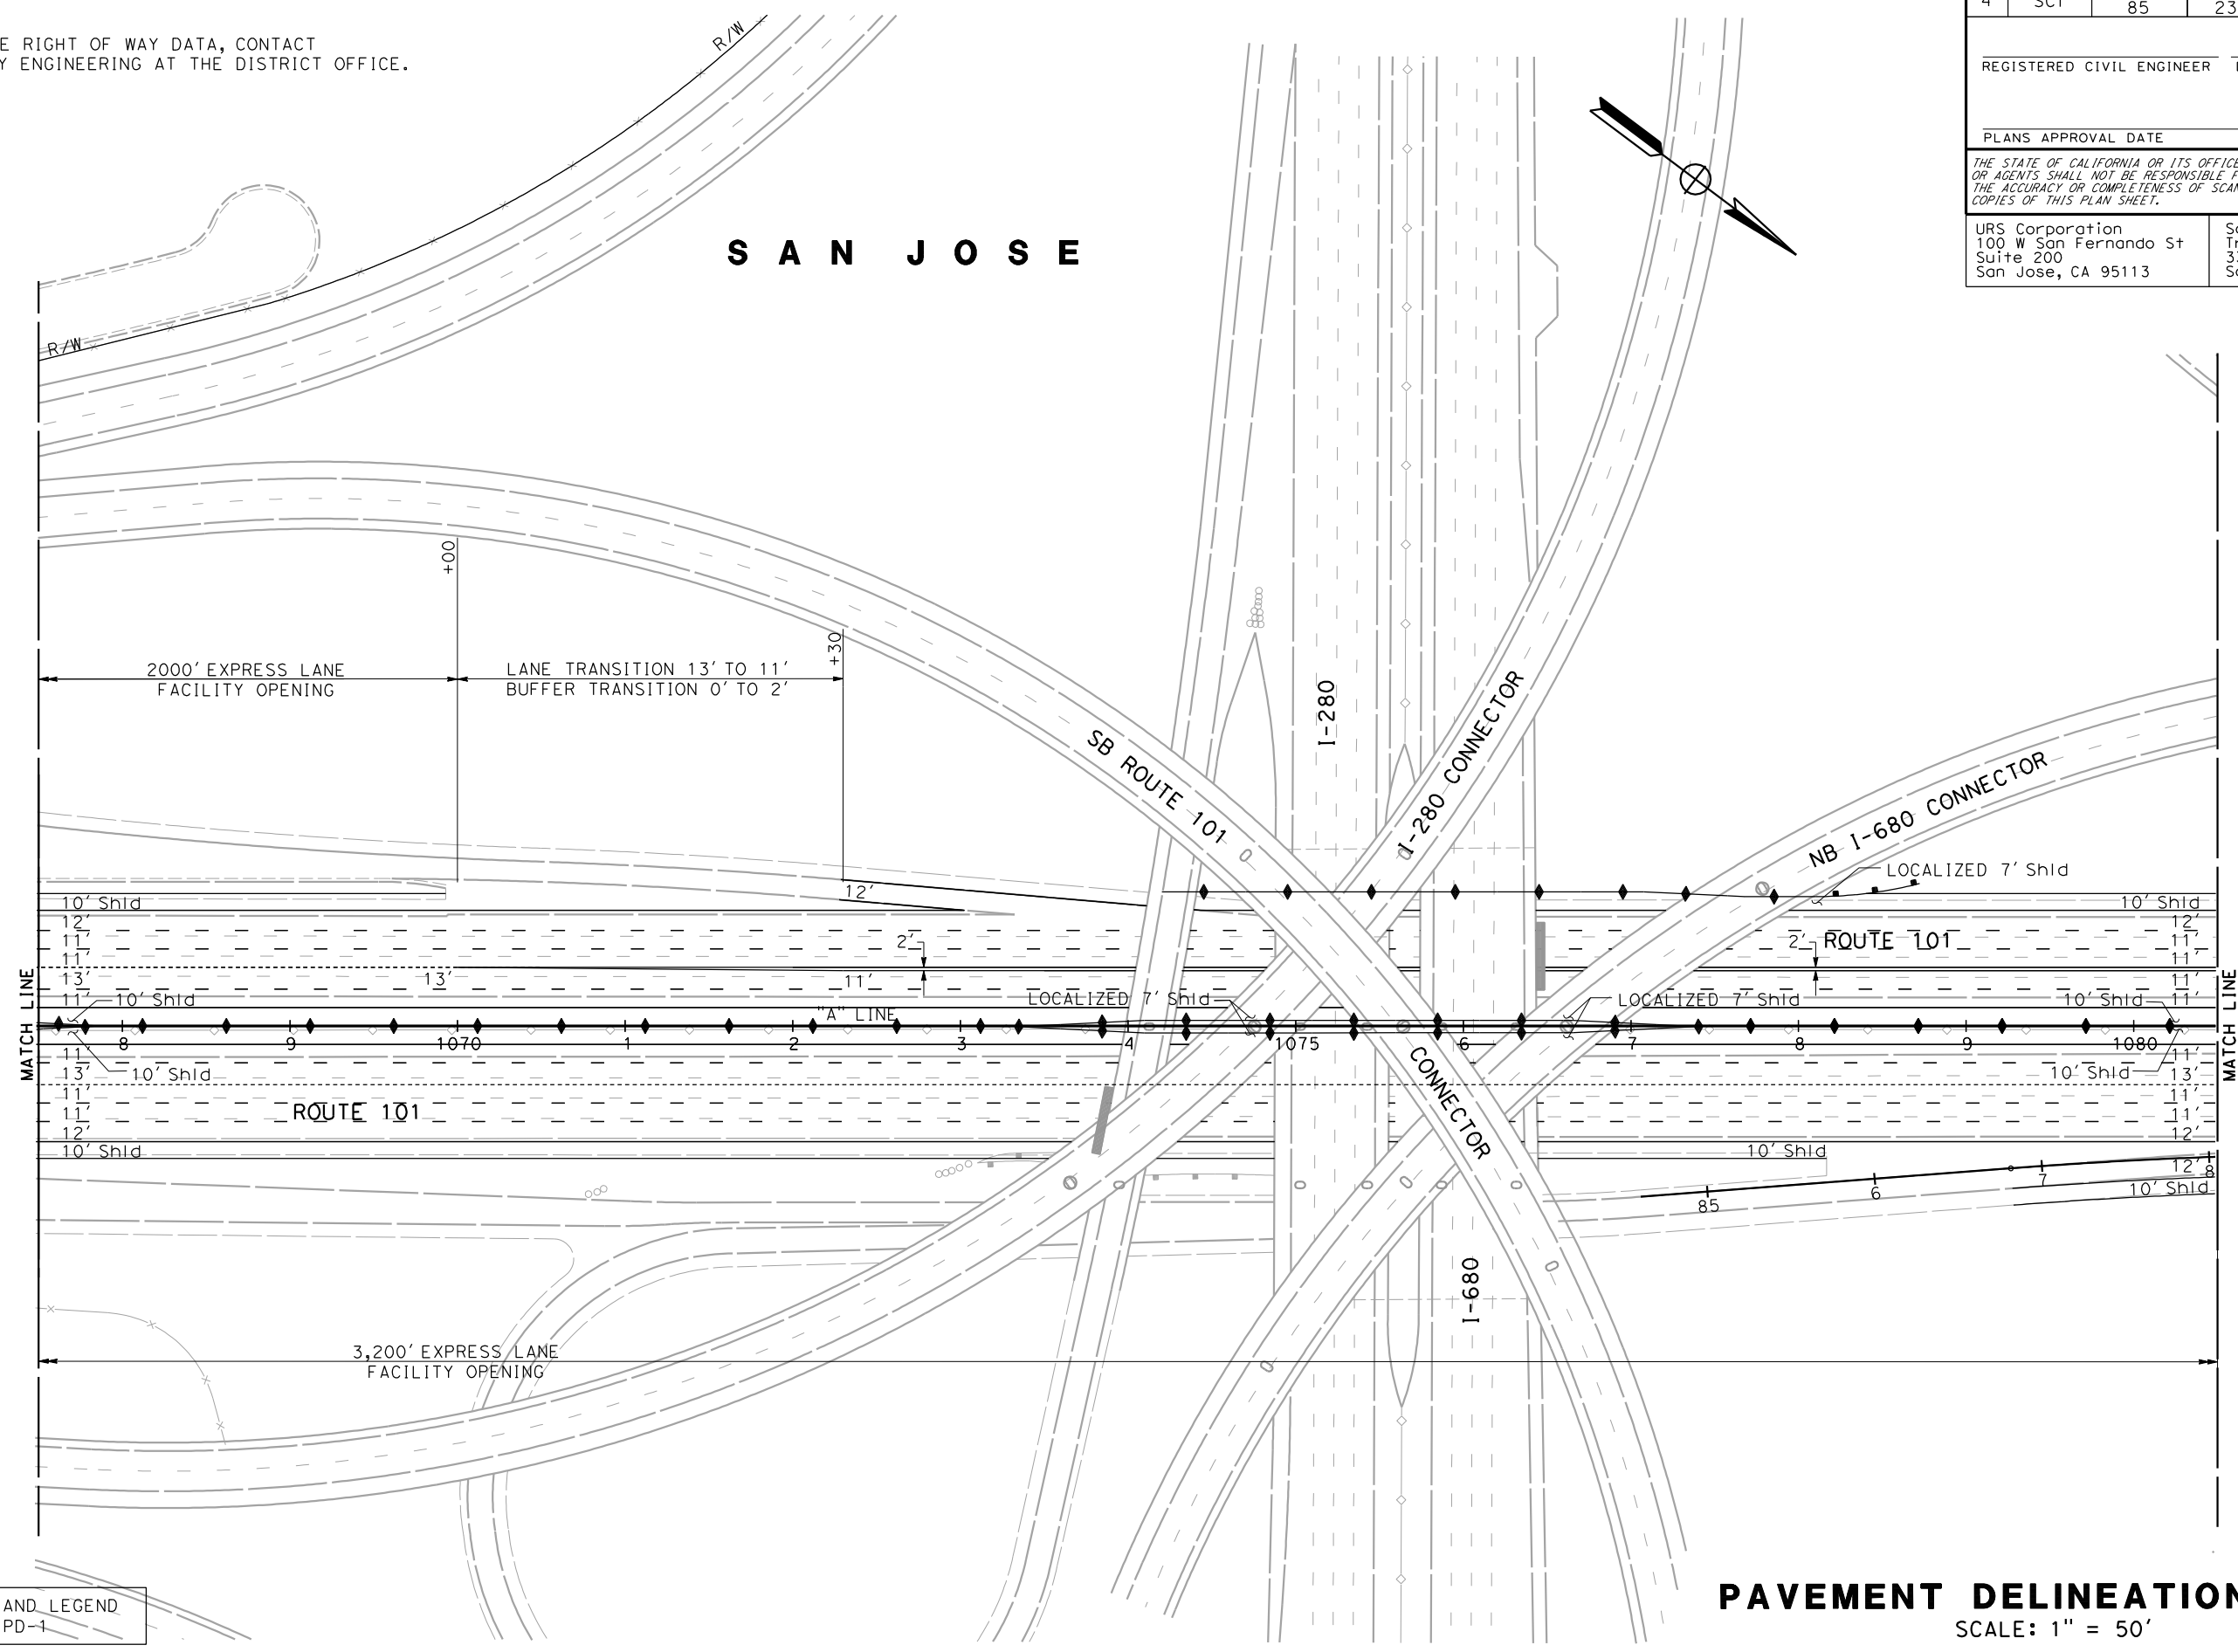 E RIGHT OF WAY DATA, CONTACT
Y ENGINEERING AT THE DISTRICT OFFICE.
R/W
R/W
SAN JOSE
4 SCl 85 23
REGISTERED CIVIL ENGINEER
PLANS APPROVAL DATE
THE STATE OF CALIFORNIA OR ITS OFFICE
OR AGENTS SHALL NOT BE RESPONSIBLE F
THE ACCURACY OR COMPLETENESS OF SCAN
COPIES OF THIS PLAN SHEET.
URS Corporation
100 W San Fernando St
Suite 200
San Jose, CA 95113
+00
+30
2000' EXPRESS LANE
FACILITY OPENING
LANE TRANSITION 13' TO 11'
BUFFER TRANSITION 0' TO 2'
I-280
SB ROUTE 101
I-280 CONNECTOR
NB I-680 CONNECTOR
LOCALIZED 7' Shld
12'
10' Shld
10' Shld
12'
12'
11'
2'
2'
ROUTE 101
11'
11'
11'
13'
13'
11'
11'
11'
10' Shld
LOCALIZED 7' Shld
LOCALIZED 7' Shld
10' Shld
11'
"A" LINE
MATCH LINE
MATCH LINE
8 9 1070 1 2 3 4 1075 6 7 8 9 1080
11'
11'
13'
10' Shld
10' Shld
13'
11'
11'
11'
ROUTE 101
11'
12'
12'
10' Shld
10' Shld
CONNECTOR
12'
85 6 7 8
10' Shld
I-680
3,200' EXPRESS LANE
FACILITY OPENING
AND LEGEND
PD-1
PAVEMENT DELINEATION
SCALE: 1" = 50'